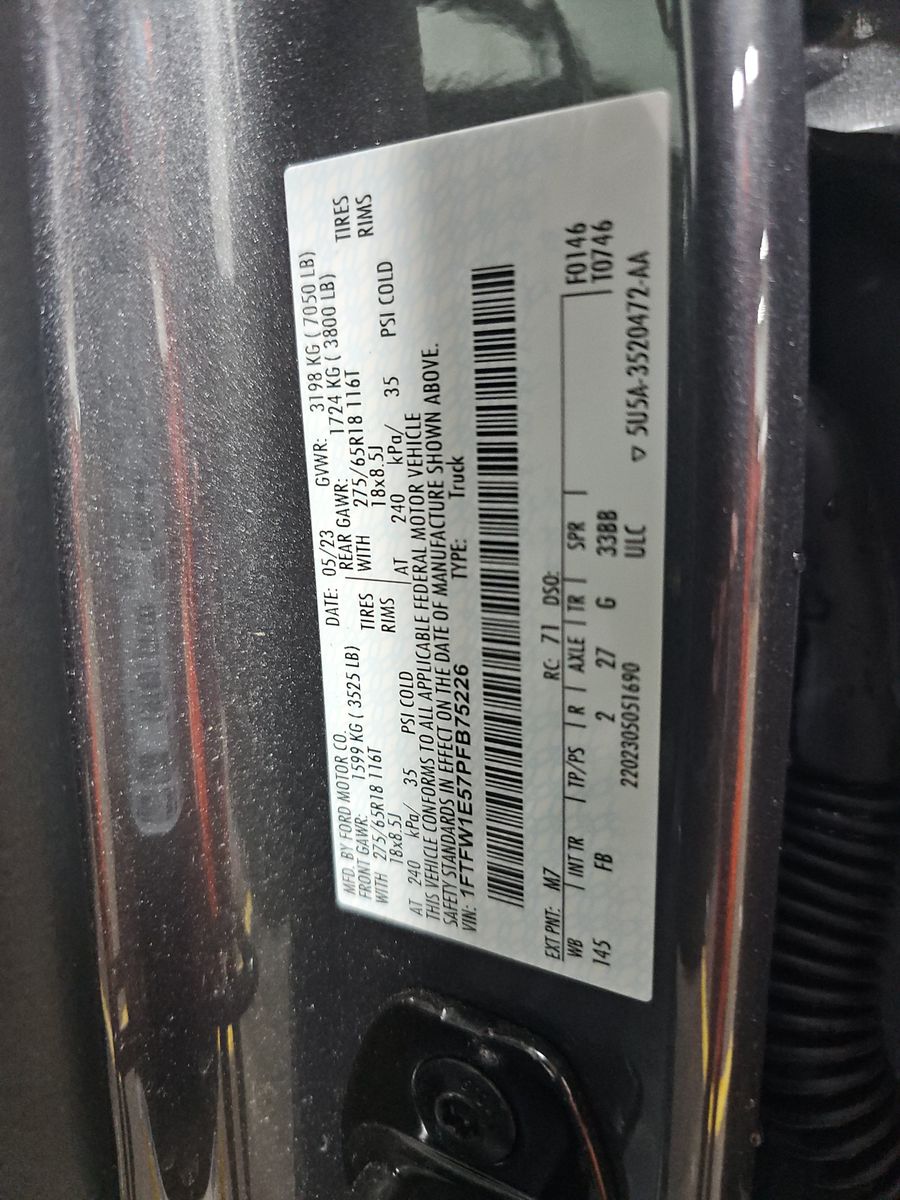 MFD. BY FORD MOTOR CO.
DATE: 05/23 GVWR: 3198 KG ( 7050 LB)
FRONT GAWR: 1599 KG ( 3525 LB) REAR GAWR: 1724 KG ( 3800 LB)
WITH 275/65R18 116T TIRES WITH 275/65R18 116T TIRES
18x8.5J RIMS 18x8.5J RIMS
AT 240 kPa/ 35 PSI COLD AT 240 kPa/ 35 PSI COLD
THIS VEHICLE CONFORMS TO ALL APPLICABLE FEDERAL MOTOR VEHICLE
SAFETY STANDARDS IN EFFECT ON THE DATE OF MANUFACTURE SHOWN ABOVE.
VIN: 1FTFW1E57PFB75226 TYPE: Truck
EXT PNT: M7 RC: 71 DSO: F0146
WB INT TR TP/PS R AXLE TR SPR T0746
145 FB 2 27 G 33BB
2202305051690 ULC ▽ 5U5A-3520472-AA